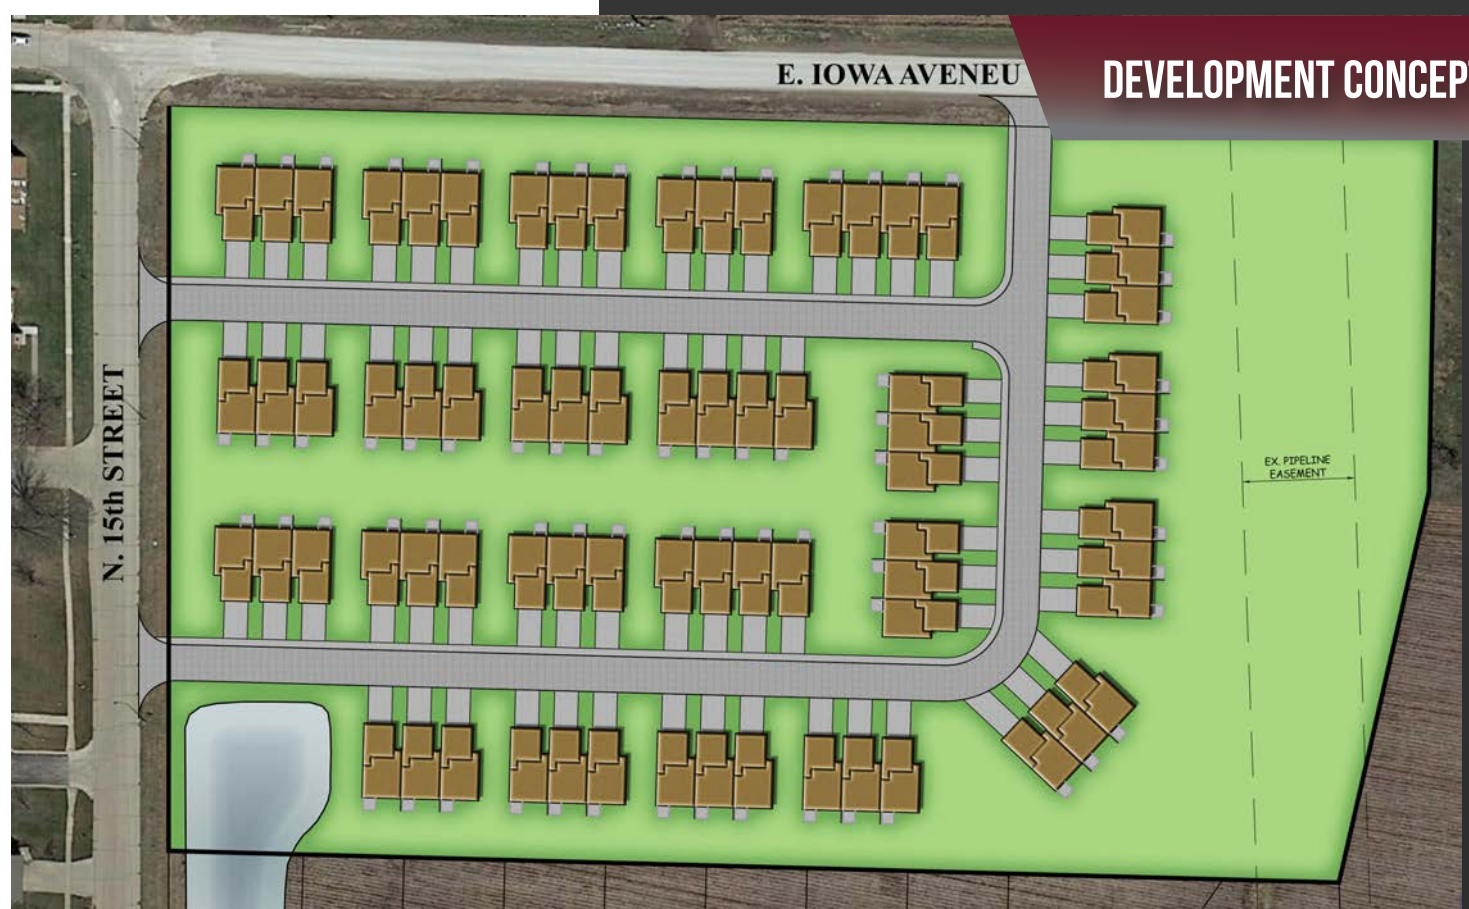 E. IOWA AVENEU
DEVELOPMENT CONCEP
N. 15th STREET
EX. PIPELINE
EASEMENT